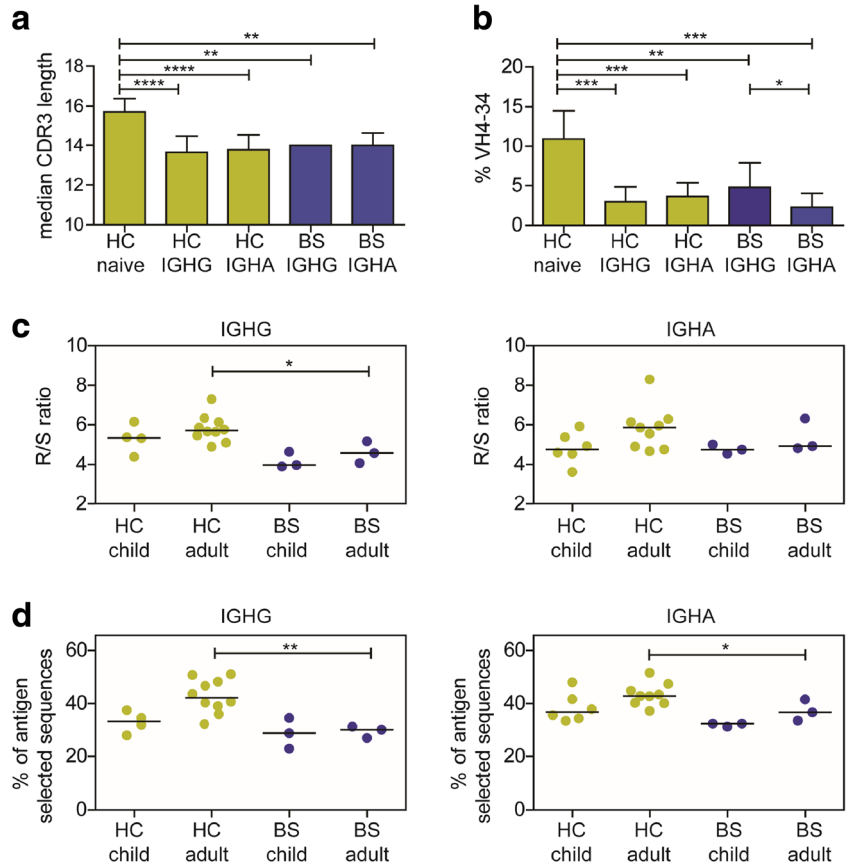 a
**
**
****
****
median CDR3 length
18
16
14
12
10
HC naive
HC IGHG
HC IGHA
BS IGHG
BS IGHA
b
***
**
***
***
*
% VH4-34
20
15
10
5
0
HC naive
HC IGHG
HC IGHA
BS IGHG
BS IGHA
c
IGHG
*
R/S ratio
10
8
6
4
2
HC child
HC adult
BS child
BS adult
IGHA
R/S ratio
10
8
6
4
2
HC child
HC adult
BS child
BS adult
d
IGHG
**
% of antigen
selected sequences
60
40
20
0
HC child
HC adult
BS child
BS adult
IGHA
*
% of antigen
selected sequences
60
40
20
0
HC child
HC adult
BS child
BS adult